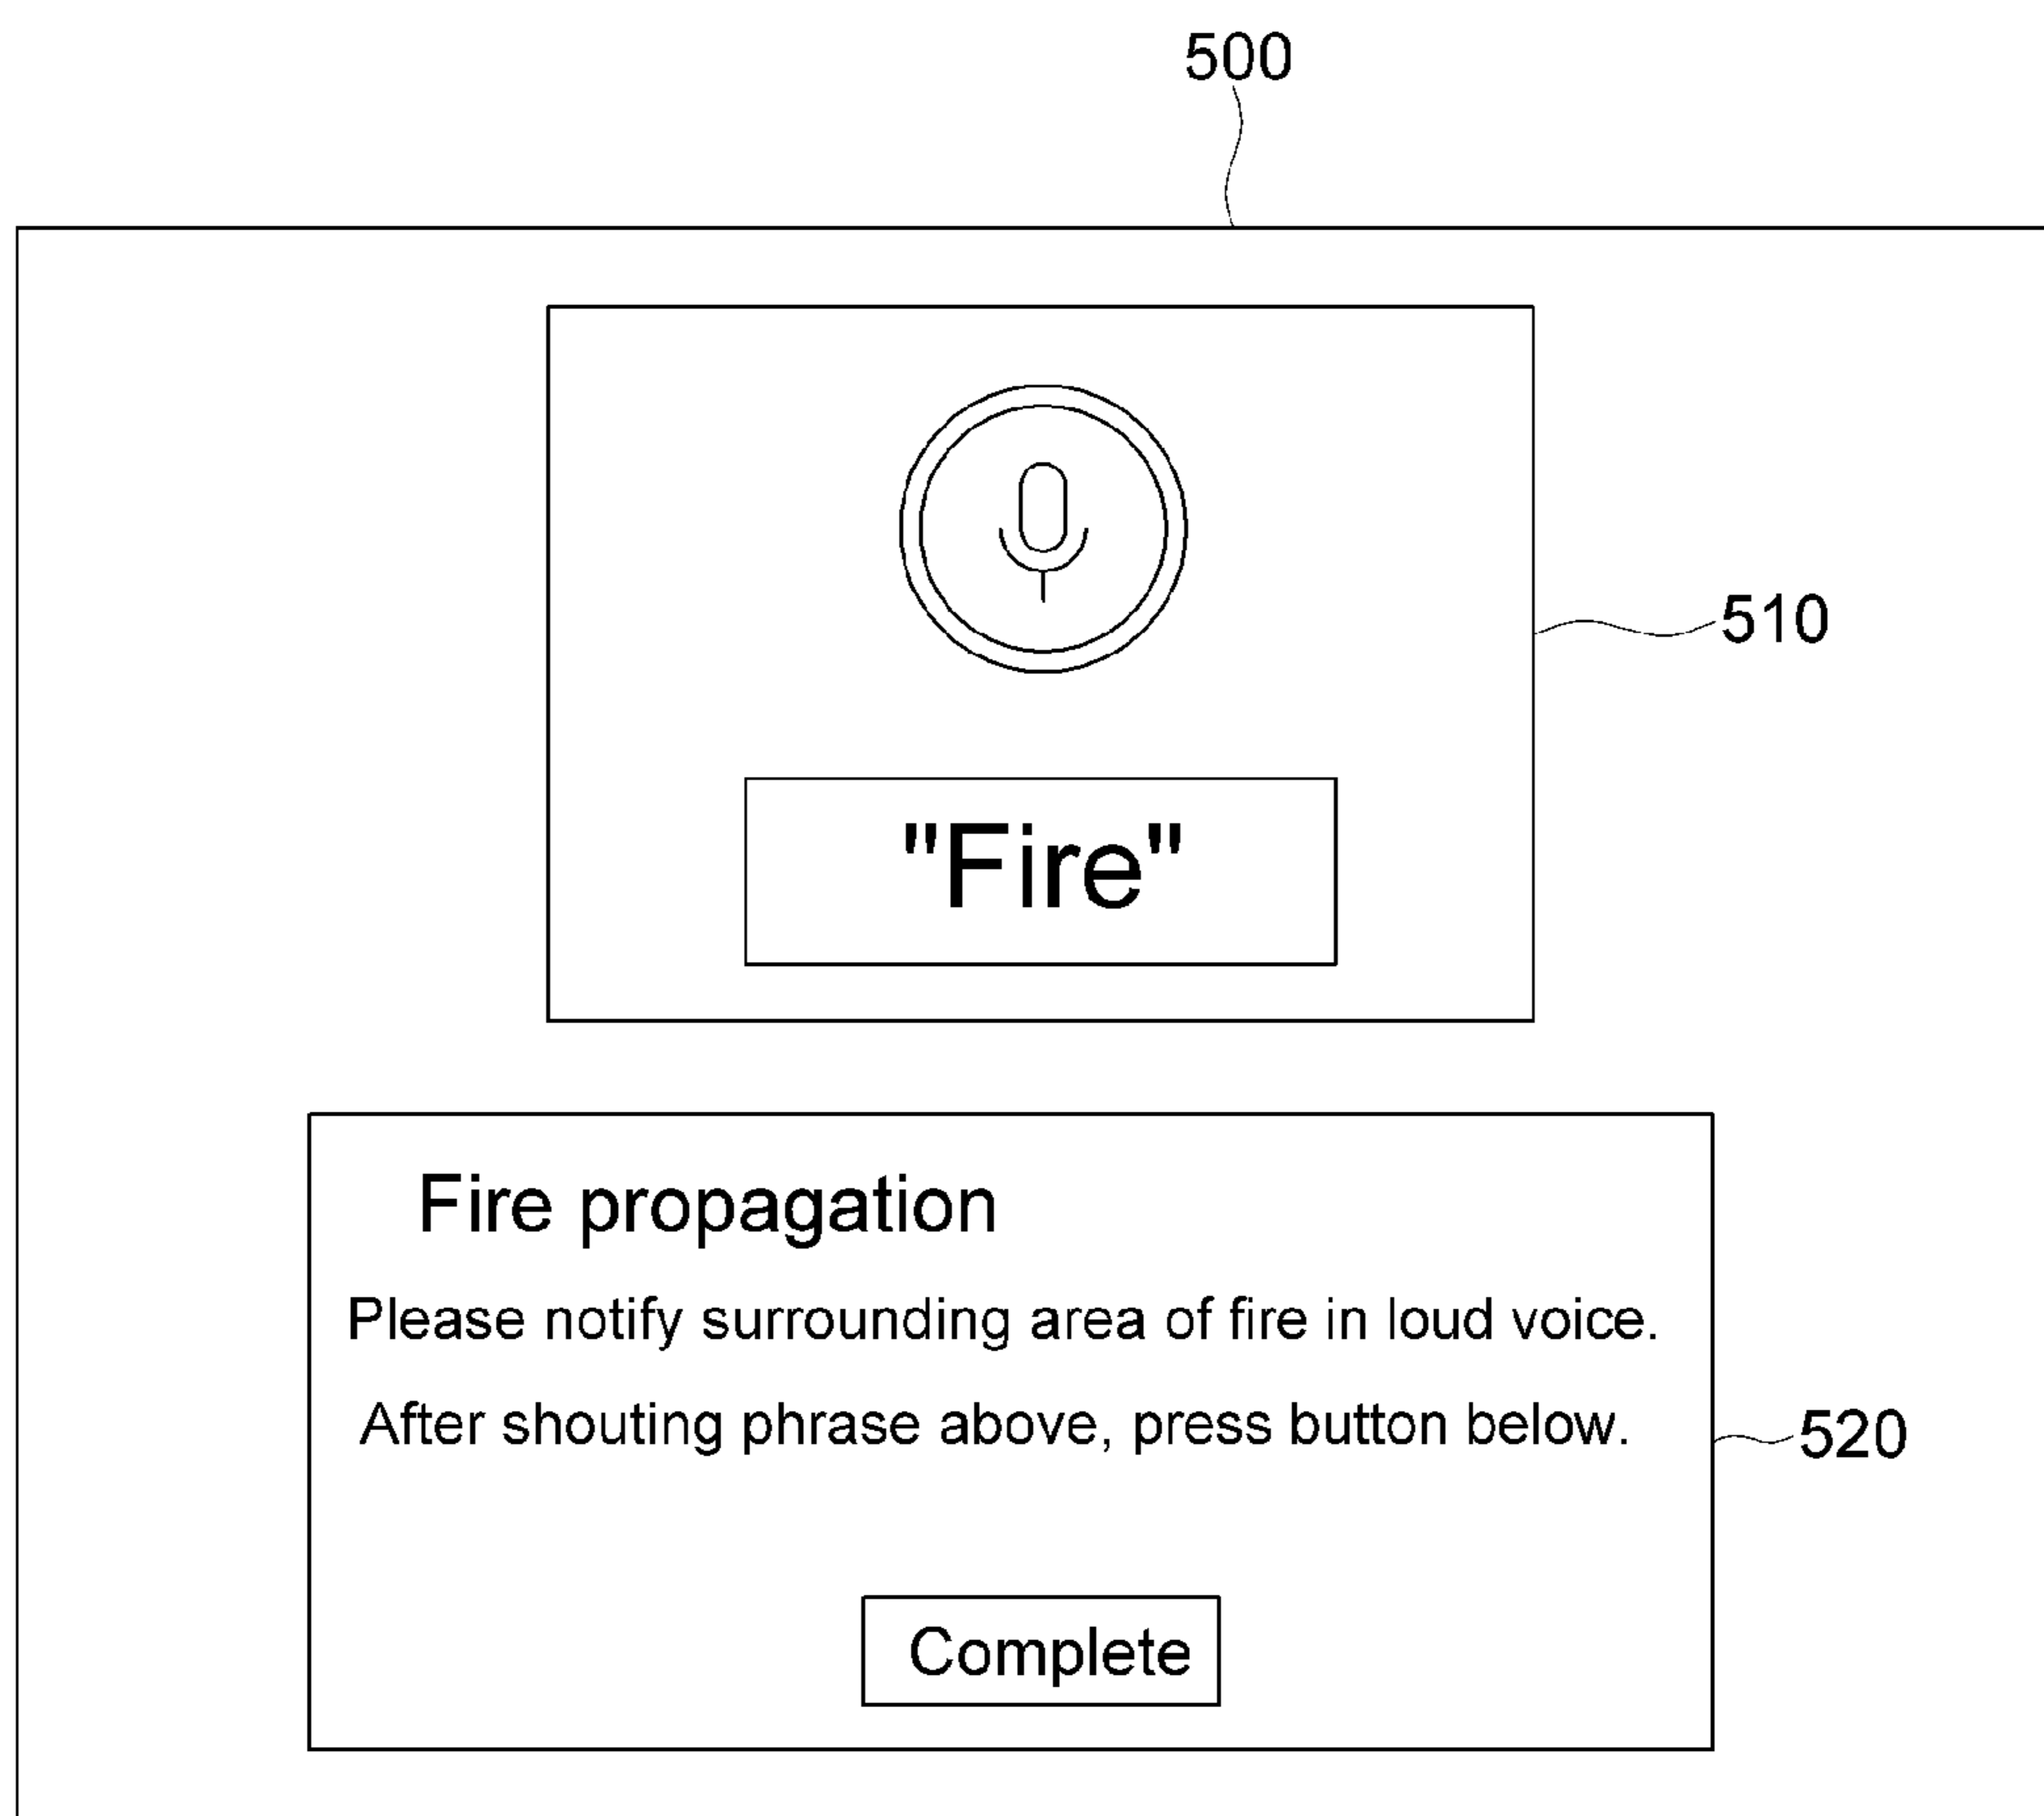 500
510
"Fire"
Fire propagation
Please notify surrounding area of fire in loud voice.
After shouting phrase above, press button below.
520
Complete